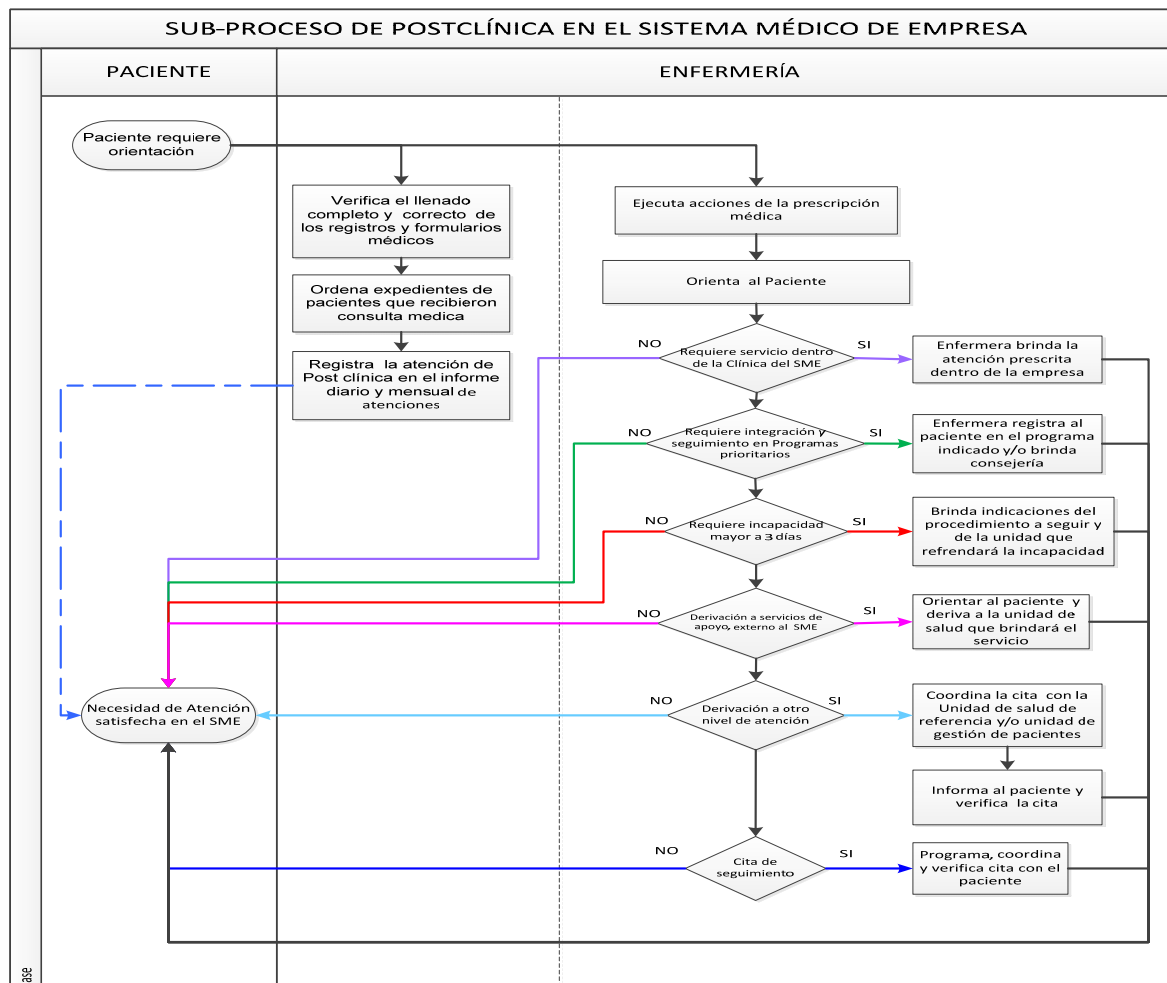 SUB-PROCESO DE POSTCLÍNICA EN EL SISTEMA MÉDICO DE EMPRESA
PACIENTE
ENFERMERÍA
Paciente requiere
orientación
Verifica el llenado
completo y correcto de
los registros y formularios
médicos
Ordena expedientes de
pacientes que recibieron
consulta medica
Registra la atención de
Post clínica en el informe
diario y mensual de
atenciones
Ejecuta acciones de la prescripción
médica
Orienta al Paciente
NO
Requiere servicio dentro
de la Clínica del SME
SI
Enfermera brinda la
atención prescrita
dentro de la empresa
NO
Requiere integración y
seguimiento en Programas
prioritarios
SI
Enfermera registra al
paciente en el programa
indicado y/o brinda
consejería
NO
Requiere incapacidad
mayor a 3 días
SI
Brinda indicaciones del
procedimiento a seguir y
de la unidad que
refrendará la incapacidad
NO
Derivación a servicios de
apoyo, externo al SME
SI
Orientar al paciente y
deriva a la unidad de
salud que brindará el
servicio
Necesidad de Atención
satisfecha en el SME
NO
Derivación a otro
nivel de atención
SI
Coordina la cita con la
Unidad de salud de
referencia y/o unidad de
gestión de pacientes
Informa al paciente y
verifica la cita
NO
Cita de
seguimiento
SI
Programa, coordina
y verifica cita con el
paciente
ase